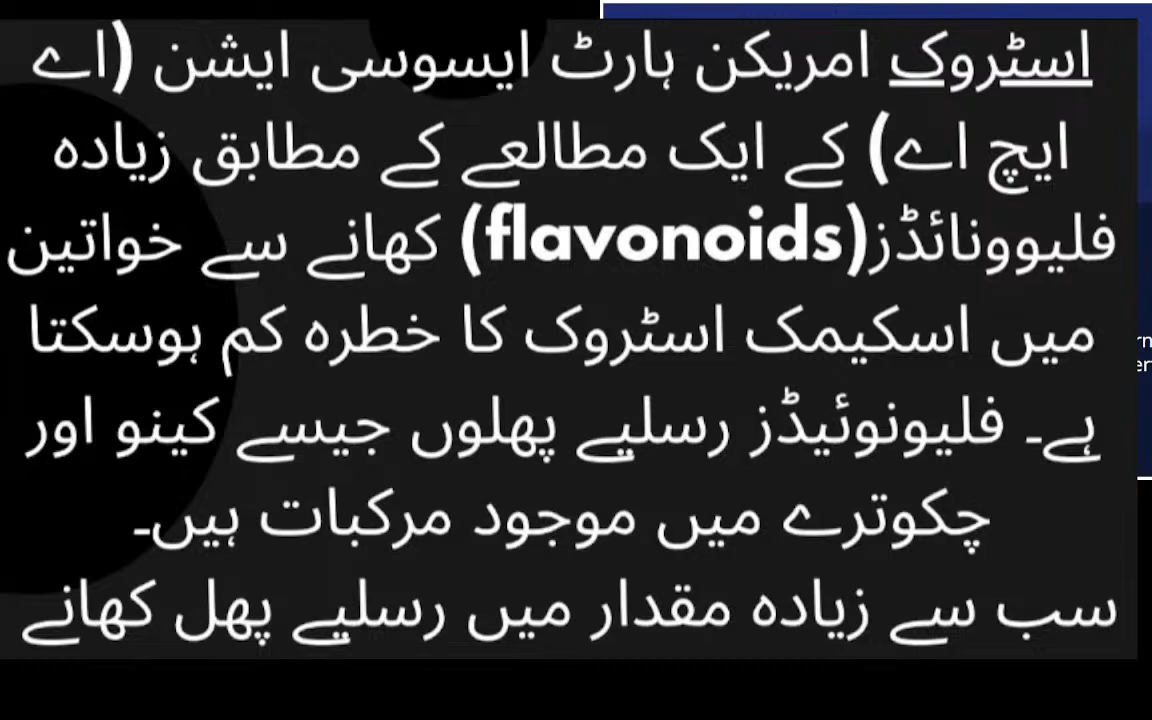 اسٹروک امریکن ہارٹ ایسوسی ایشن (اے
ایچ اے) کے ایک مطالعے کے مطابق زیادہ
فلیوونائڈز(flavonoids) کھانے سے خواتین
میں اسکیمک اسٹروک کا خطرہ کم ہوسکتا
ہے۔ فلیونوئیڈز رسلیے پھلوں جیسے کینو اور
چکوترے میں موجود مرکبات ہیں۔
سب سے زیادہ مقدار میں رسلیے پھل کھانے